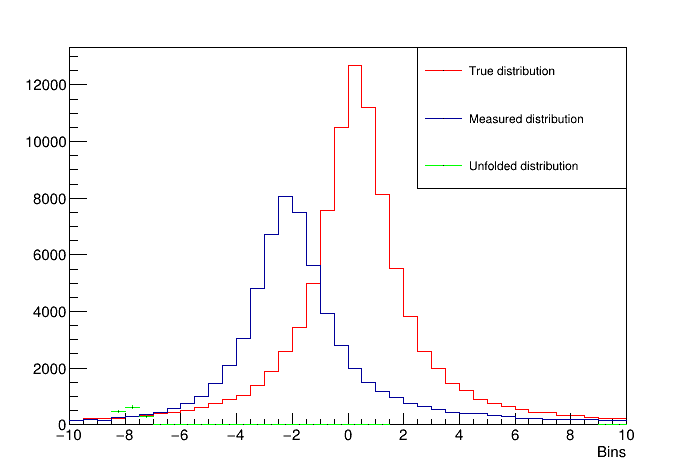 12000
10000
8000
6000
4000
2000
0
−10 −8 −6 −4 −2 0 2 4 6 8 10
Bins
True distribution
Measured distribution
Unfolded distribution